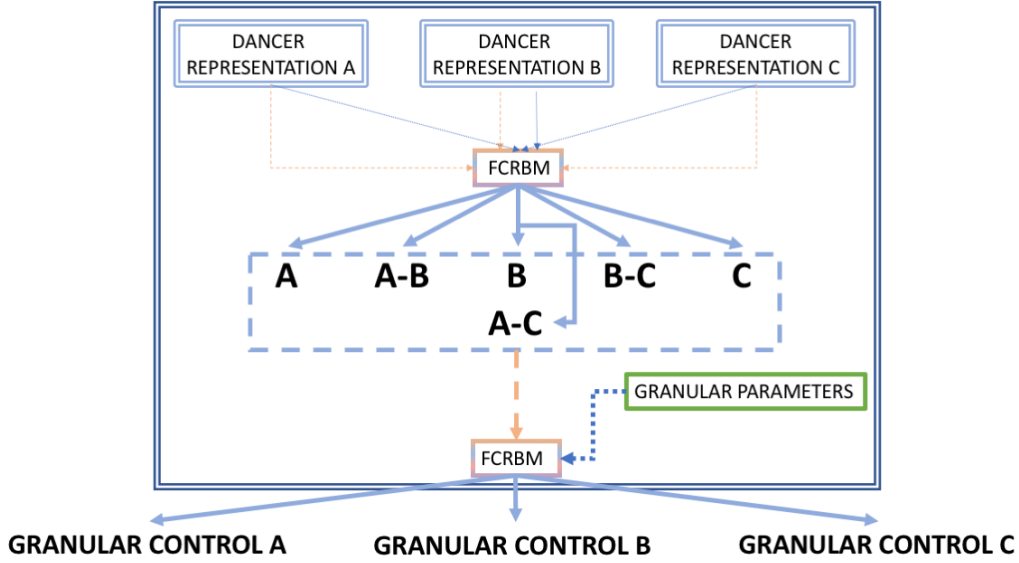 DANCER
REPRESENTATION A
DANCER
REPRESENTATION B
DANCER
REPRESENTATION C
FCRBM
A
A-B
B
B-C
C
A-C
GRANULAR PARAMETERS
FCRBM
GRANULAR CONTROL A
GRANULAR CONTROL B
GRANULAR CONTROL C